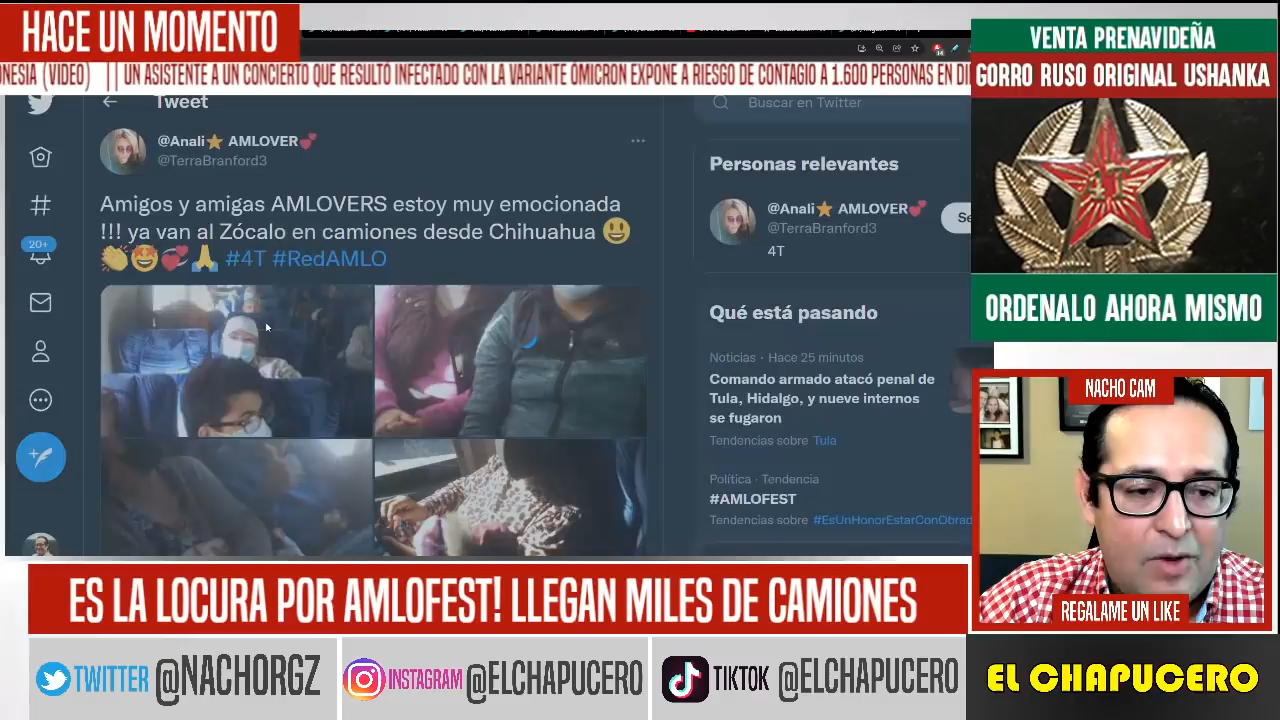 HACE UN MOMENTO
ONESIA (VIDEO) || UN ASISTENTE A UN CONCIERTO QUE RESULTÓ INFECTADO CON LA VARIANTE ÓMICRON EXPONE A RIESGO DE CONTAGIO A 1.600 PERSONAS EN DI
VENTA PRENAVIDEÑA
GORRO RUSO ORIGINAL USHANKA
4T
ORDENALO AHORA MISMO
Tweet
Buscar en Twitter
@Anali⭐ AMLOVER💞
@TerraBranford3
Amigos y amigas AMLOVERS estoy muy emocionada
!!! ya van al Zócalo en camiones desde Chihuahua 😃
👏🤩💞🙏 #4T #RedAMLO
20+
Personas relevantes
@Anali⭐ AMLOVER💞
@TerraBranford3
Se
4T
Qué está pasando
Noticias · Hace 25 minutos
Comando armado atacó penal de
Tula, Hidalgo, y nueve internos
se fugaron
Tendencias sobre Tula
Política · Tendencia
#AMLOFEST
Tendencias sobre #EsUnHonorEstarConObrad
NACHO CAM
REGALAME UN LIKE
ES LA LOCURA POR AMLOFEST! LLEGAN MILES DE CAMIONES
TWITTER @NACHORGZ
INSTAGRAM @ELCHAPUCERO
TIKTOK @ELCHAPUCERO
EL CHAPUCERO